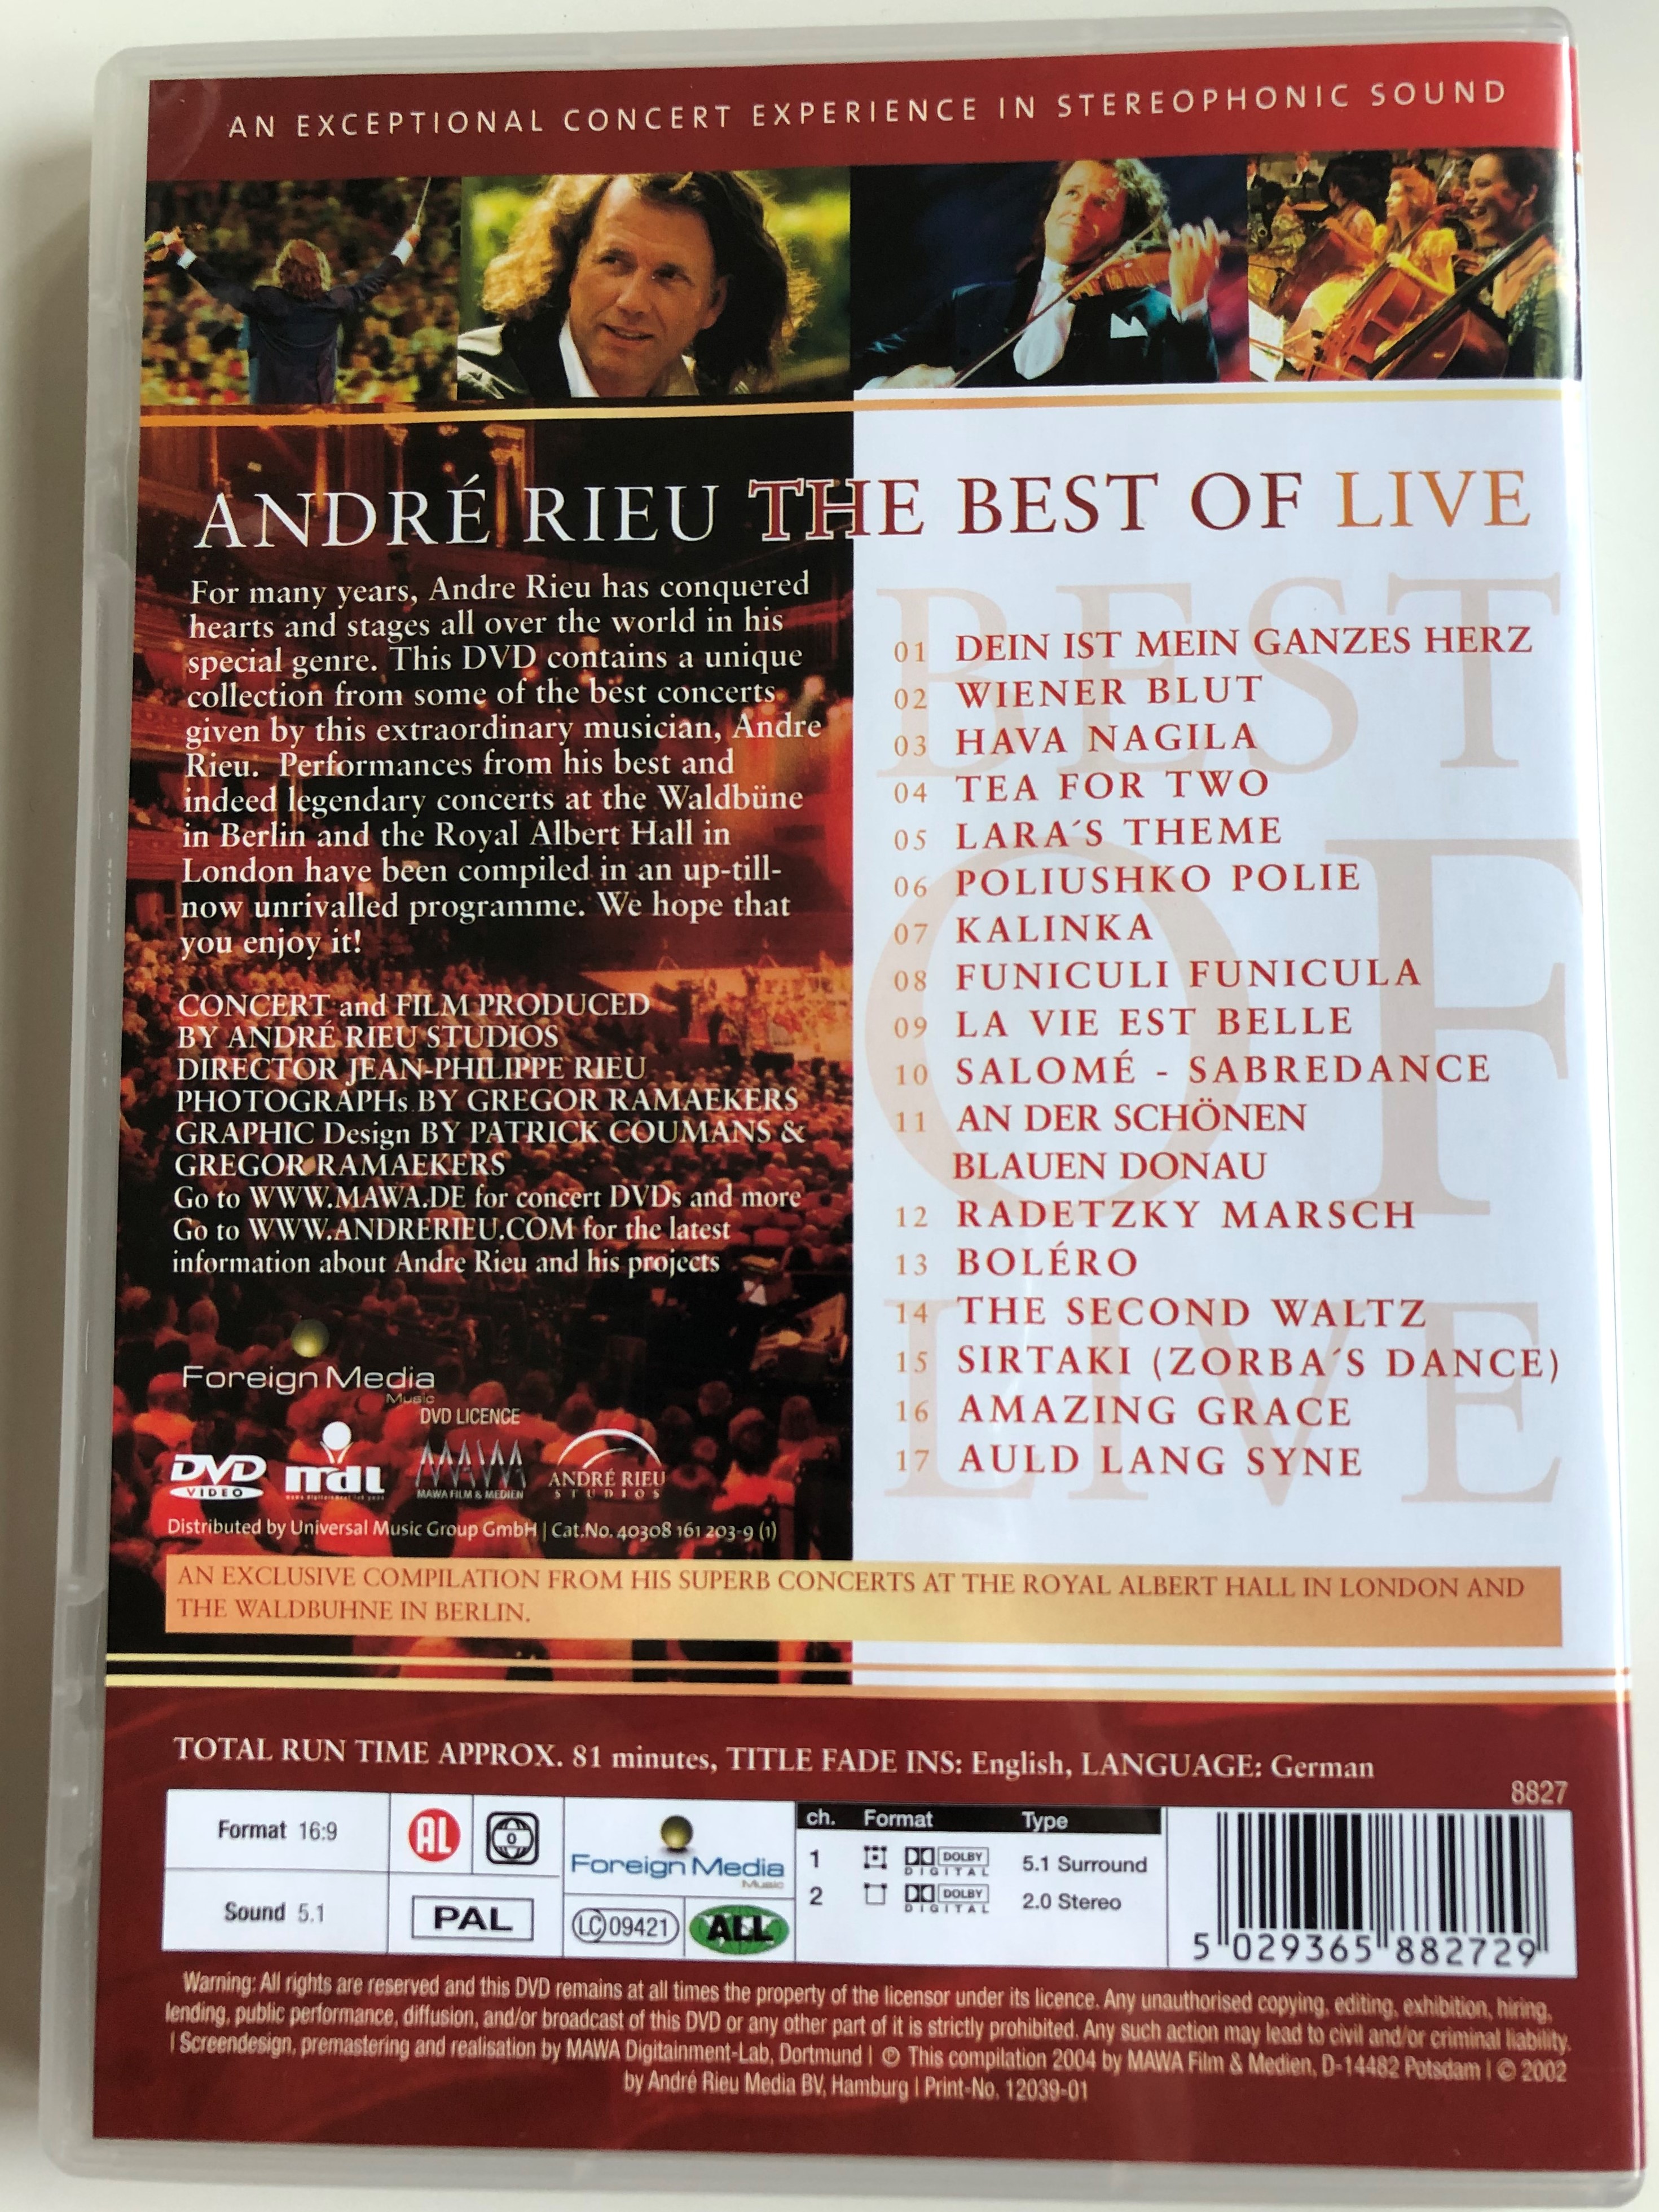 AN EXCEPTIONAL CONCERT EXPERIENCE IN STEREOPHONIC SOUND
ANDRÉ RIEU THE BEST OF LIVE
For many years, Andre Rieu has conquered
hearts and stages all over the world in his
special genre. This DVD contains a unique
collection from some of the best concerts
given by this extraordinary musician, Andre
Rieu. Performances from his best and
indeed legendary concerts at the Waldbüne
in Berlin and the Royal Albert Hall in
London have been compiled in an up-till-
now unrivalled programme. We hope that
you enjoy it!
CONCERT and FILM PRODUCED
BY ANDRÉ RIEU STUDIOS
DIRECTOR JEAN-PHILIPPE RIEU
PHOTOGRAPHs BY GREGOR RAMAEKERS
GRAPHIC Design BY PATRICK COUMANS &
GREGOR RAMAEKERS
Go to WWW.MAWA.DE for concert DVDs and more
Go to WWW.ANDRERIEU.COM for the latest
information about Andre Rieu and his projects
Foreign Media
Music
DVD LICENCE
DVD
VIDEO
mdl
MAWA
MAWA FILM & MEDIEN
ANDRÉ RIEU
STUDIOS
Distributed by Universal Music Group GmbH | Cat.No. 40308 161 203-9 (1)
BEST
OF
LIVE
01 DEIN IST MEIN GANZES HERZ
02 WIENER BLUT
03 HAVA NAGILA
04 TEA FOR TWO
05 LARA´S THEME
06 POLIUSHKO POLIE
07 KALINKA
08 FUNICULI FUNICULA
09 LA VIE EST BELLE
10 SALOMÉ - SABREDANCE
11 AN DER SCHÖNEN
BLAUEN DONAU
12 RADETZKY MARSCH
13 BOLÉRO
14 THE SECOND WALTZ
15 SIRTAKI (ZORBA´S DANCE)
16 AMAZING GRACE
17 AULD LANG SYNE
AN EXCLUSIVE COMPILATION FROM HIS SUPERB CONCERTS AT THE ROYAL ALBERT HALL IN LONDON AND
THE WALDBUHNE IN BERLIN.
TOTAL RUN TIME APPROX. 81 minutes, TITLE FADE INS: English, LANGUAGE: German
8827
Format 16:9
Sound 5.1
AL
0
PAL
Foreign Media
Music
LC 09421
ALL
ch. Format Type
1 DOLBY DIGITAL 5.1 Surround
2 DOLBY DIGITAL 2.0 Stereo
5 029365 882729
Warning: All rights are reserved and this DVD remains at all times the property of the licensor under its licence. Any unauthorised copying, editing, exhibition, hiring,
lending, public performance, diffusion, and/or broadcast of this DVD or any other part of it is strictly prohibited. Any such action may lead to civil and/or criminal liability.
| Screendesign, premastering and realisation by MAWA Digitainment-Lab, Dortmund | ℗ This compilation 2004 by MAWA Film & Medien, D-14482 Potsdam | © 2002
by André Rieu Media BV, Hamburg | Print-No. 12039-01